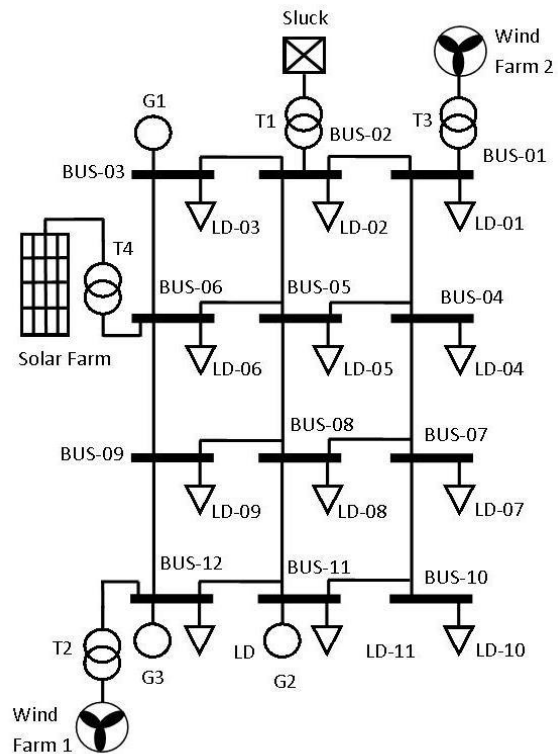 Sluck
Wind
Farm 2
G1
T1
BUS-02
T3
BUS-01
BUS-03
LD-03
LD-02
LD-01
T4
BUS-06
BUS-05
BUS-04
Solar Farm
LD-06
LD-05
LD-04
BUS-08
BUS-07
BUS-09
LD-09
LD-08
LD-07
BUS-12
BUS-11
BUS-10
T2
G3
LD
G2
LD-11
LD-10
Wind
Farm 1